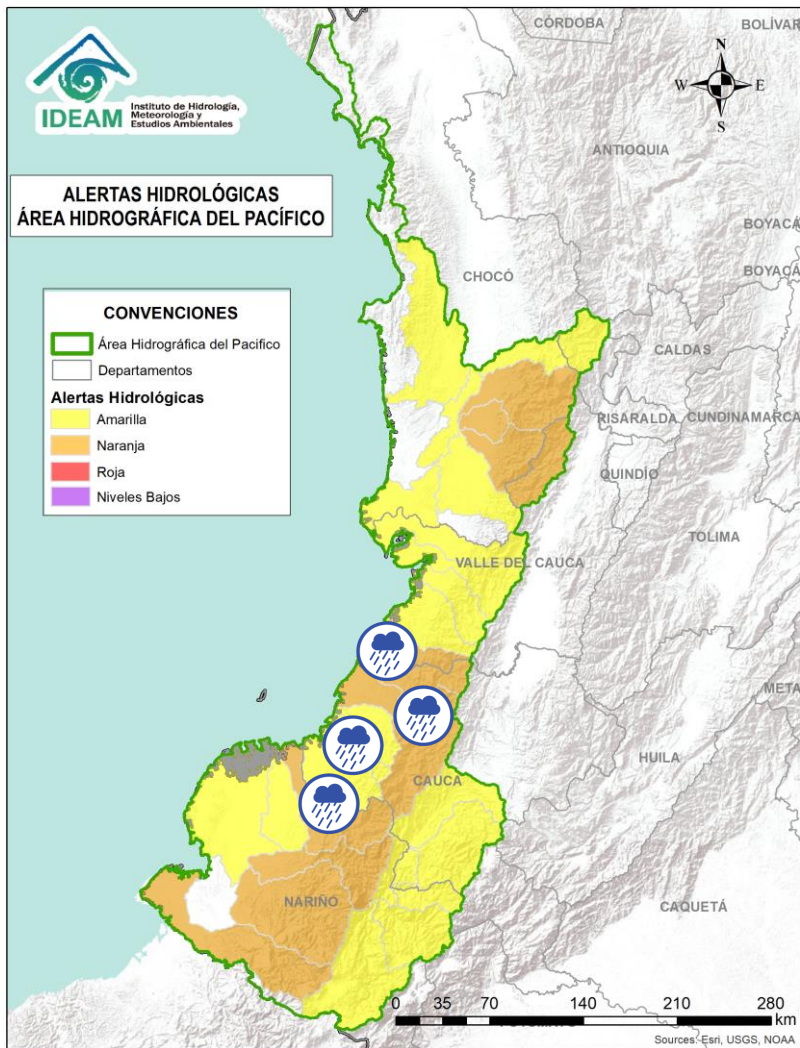 CÓRDOBA
BOLÍVAR
N
W
E
S
IDEAM
Instituto de Hidrología,
Meteorología y
Estudios Ambientales
ANTIOQUIA
ALERTAS HIDROLÓGICAS
ÁREA HIDROGRÁFICA DEL PACÍFICO
BOYACÁ
BOYACÁ
CHOCÓ
CONVENCIONES
Área Hidrográfica del Pacifico
Departamentos
Alertas Hidrológicas
Amarilla
Naranja
Roja
Niveles Bajos
CALDAS
RISARALDA
CUNDINAMARCA
QUINDÍO
TOLIMA
VALLE DEL CAUCA
META
HUILA
CAUCA
NARIÑO
CAQUETÁ
0 35 70 140 210 280
km
Sources: Esri, USGS, NOAA